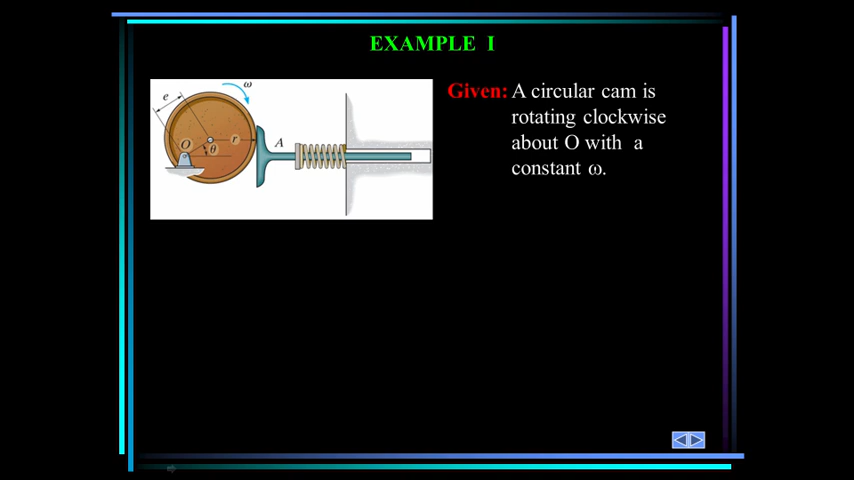 EXAMPLE I
Given: A circular cam is
rotating clockwise
about O with a
constant ω.
ω
e
r
A
O
θ